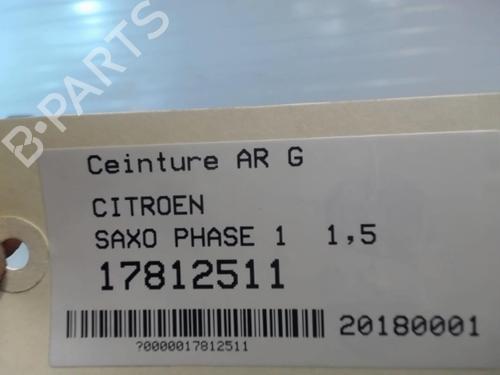 B-PARTS
Ceinture AR G
CITROEN
SAXO PHASE 1 1,5
17812511
20180001
?0000017812511